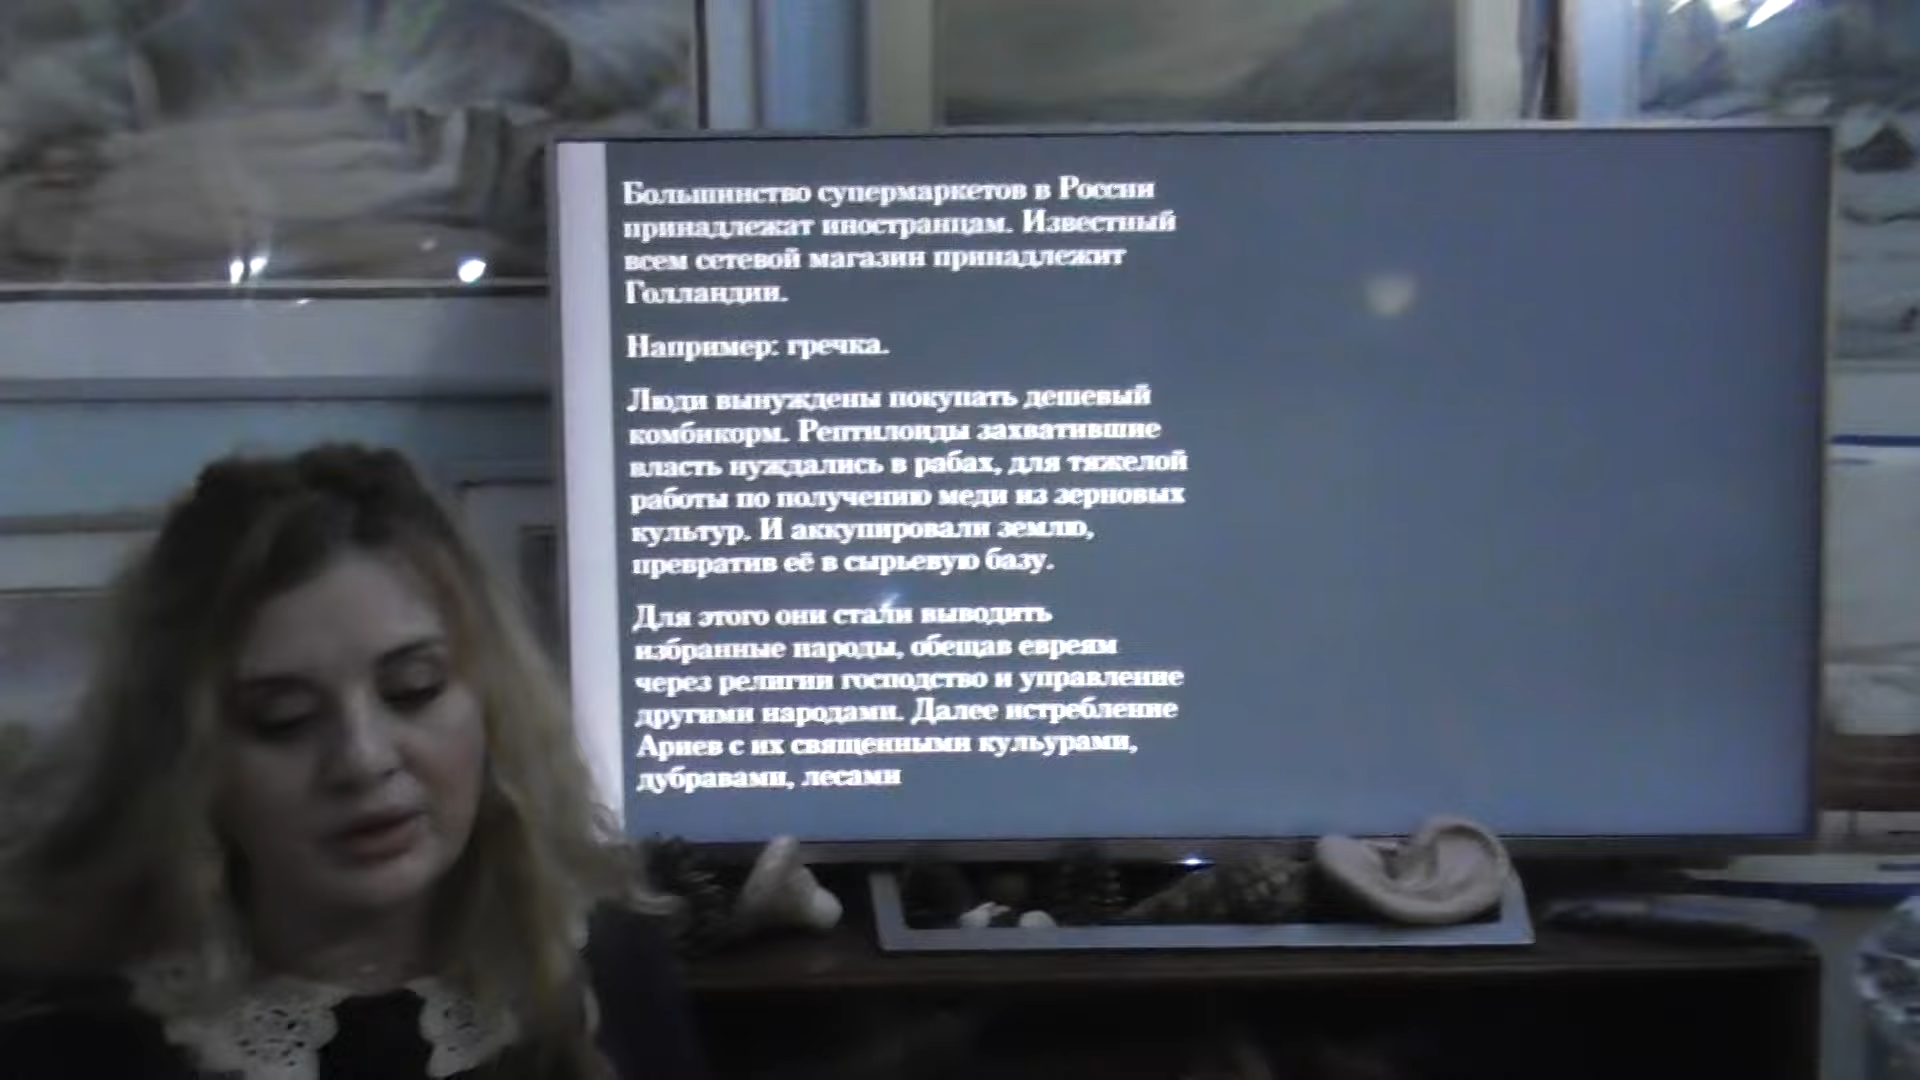 Большинство супермаркетов в России
принадлежат иностранцам. Известный
всем сетевой магазин принадлежит
Голландии.
Например: гречка.
Люди вынуждены покупать дешевый
комбикорм. Рептилоиды захватившие
власть нуждались в рабах, для тяжелой
работы по получению меди из зерновых
культур. И аккупировали землю,
превратив её в сырьевую базу.
Для этого они стали выводить
избранные народы, обещав евреям
через религии господство и управление
другими народами. Далее истребление
Ариев с их священными кульурами,
дубравами, лесами